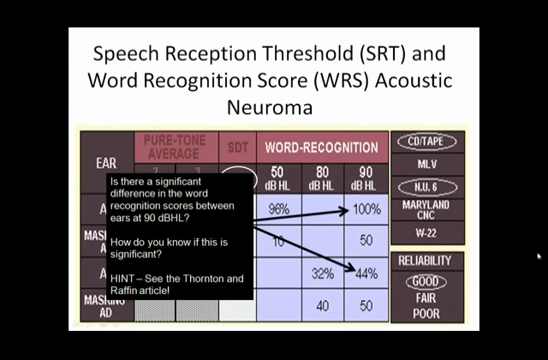 Speech Reception Threshold (SRT) and
Word Recognition Score (WRS) Acoustic
Neuroma
EAR
PURE-TONE
AVERAGE
SDT
WORD-RECOGNITION
50
dB HL
80
dB HL
90
dB HL
Is there a significant
difference in the word
recognition scores between
ears at 90 dBHL?
How do you know if this is
significant?
HINT – See the Thornton and
Raffin article!
96%
100%
10
50
32%
44%
MASKING
AD
40
50
CD/TAPE
MLV
N.U. 6
MARYLAND
CNC
W-22
RELIABILITY
GOOD
FAIR
POOR